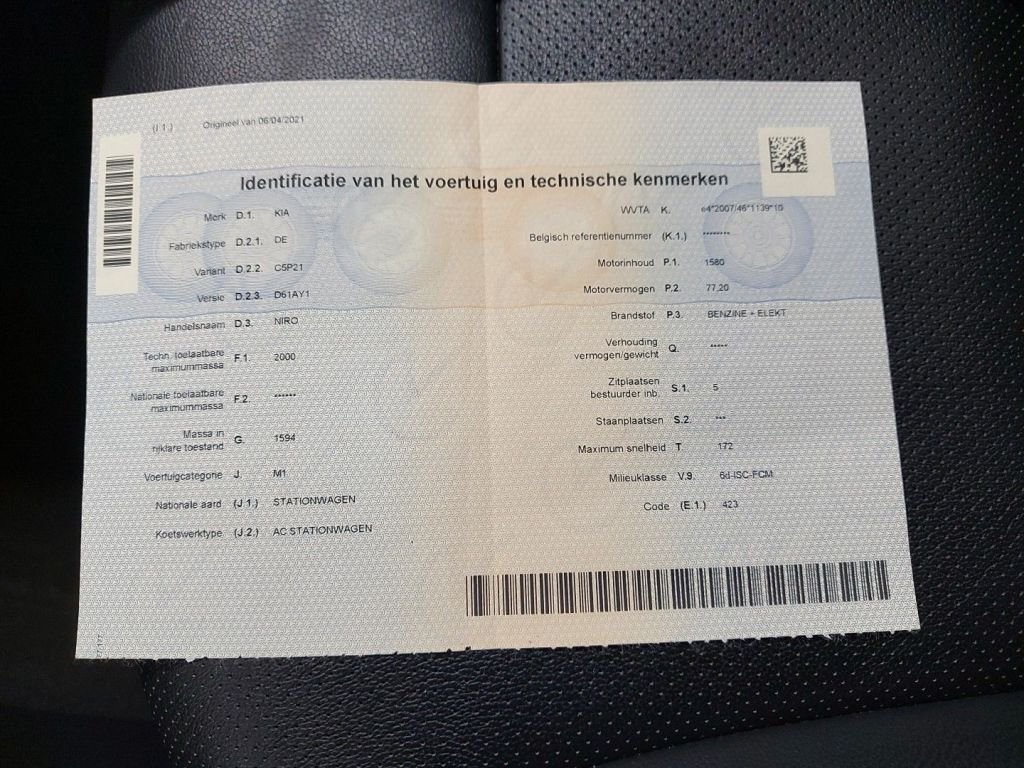 (I.1.) Origineel van 06/04/2021
Identificatie van het voertuig en technische kenmerken
Merk D.1. KIA
Fabriekstype D.2.1. DE
Variant D.2.2. C5P21
Versie D.2.3. D61AY1
Handelsnaam D.3. NIRO
Techn. toelaatbare
maximummassa F.1. 2000
Nationale toelaatbare
maximummassa F.2. ******
Massa in
rijklare toestand G. 1594
Voertuigcategorie J. M1
Nationale aard (J.1.) STATIONWAGEN
Koetswerktype (J.2.) AC STATIONWAGEN
WVTA K. e4*2007/46*1139*10
Belgisch referentienummer (K.1.) ********
Motorinhoud P.1. 1580
Motorvermogen P.2. 77,20
Brandstof P.3. BENZINE + ELEKT
Verhouding
vermogen/gewicht Q. *****
Zitplaatsen
bestuurder inb. S.1. 5
Staanplaatsen S.2. ***
Maximum snelheid T. 172
Milieuklasse V.9. 6d-ISC-FCM
Code (E.1.) 423